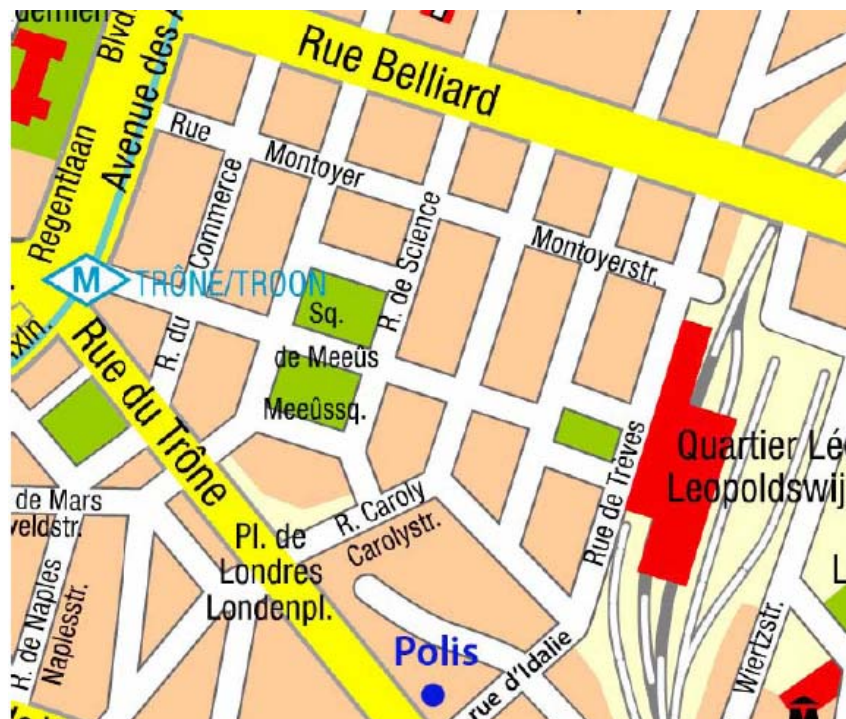 Blvd.
Avenue des
Regentlaan
Rue Belliard
Rue
Montoyer
Montoyerstr.
R. du Commerce
R. de Science
M
TRÔNE/TROON
Sq.
de Meeûs
Meeûssq.
Rue du Trône
de Mars
R. de Naples
Naplesstr.
Pl. de
Londres
Londenpl.
R. Caroly
Carolystr.
Rue de Trèves
Quartier Lé
Leopoldswij
Wiertzstr.
L
Polis
rue d'Idalie
M